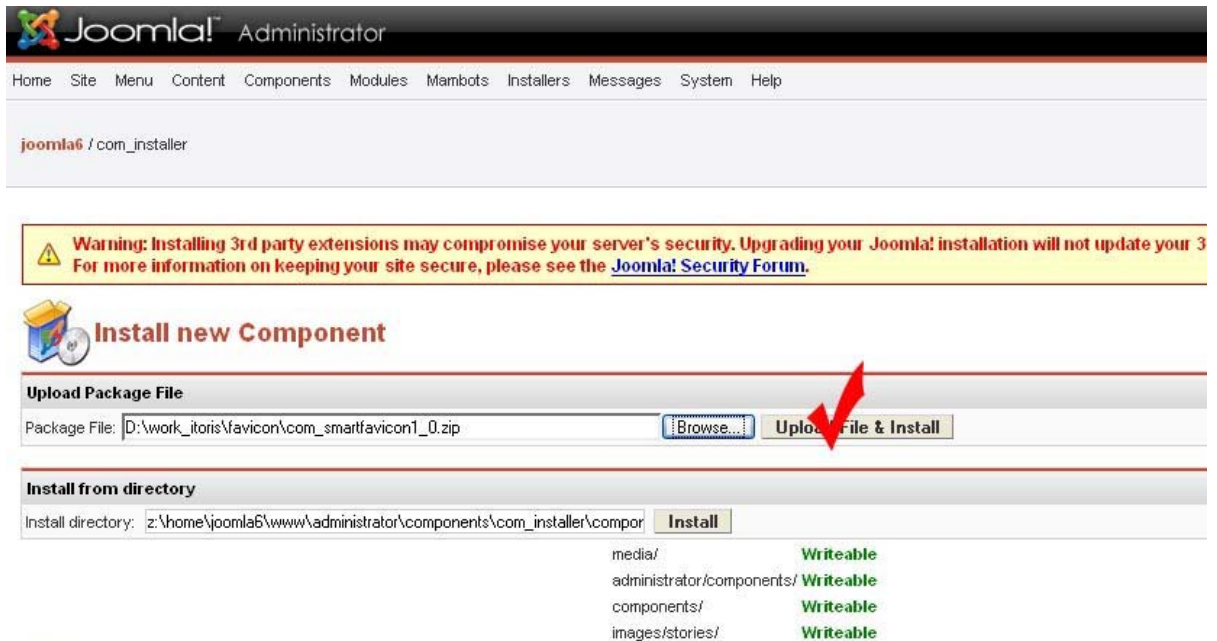 Joomla!™ Administrator
Home Site Menu Content Components Modules Mambots Installers Messages System Help
joomla6 / com_installer
Warning: Installing 3rd party extensions may compromise your server's security. Upgrading your Joomla! installation will not update your 3
For more information on keeping your site secure, please see the Joomla! Security Forum.
Install new Component
Upload Package File
Package File: D:\work_itoris\favicon\com_smartfavicon1_0.zip Browse... Upload File & Install
Install from directory
Install directory: z:\home\joomla6\www\administrator\components\com_installer\compor Install
media/ Writeable
administrator/components/ Writeable
components/ Writeable
images/stories/ Writeable